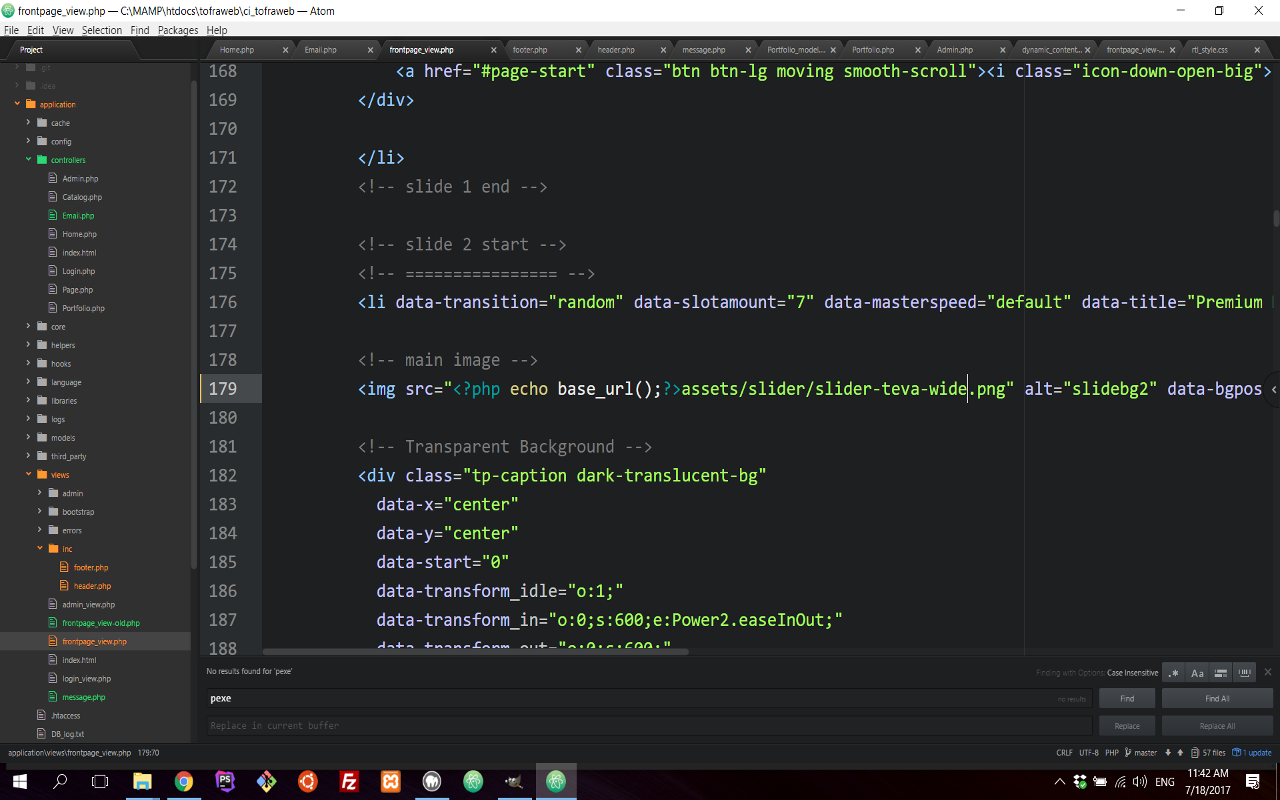 frontpage_view.php — C:\MAMP\htdocs\tofraweb\ci_tofraweb — Atom
File Edit View Selection Find Packages Help
Project
Home.php
Email.php
frontpage_view.php
footer.php
header.php
message.php
Portfolio_model...
Portfolio.php
Admin.php
dynamic_content...
frontpage_view-...
rtl_style.css
.git
.idea
application
cache
config
controllers
Admin.php
Catalog.php
Email.php
Home.php
index.html
Login.php
Page.php
Portfolio.php
core
helpers
hooks
language
libraries
logs
models
third_party
views
admin
bootstrap
errors
inc
footer.php
header.php
admin_view.php
frontpage_view-old.php
frontpage_view.php
index.html
login_view.php
message.php
.htaccess
DB_log.txt
168 <a href="#page-start" class="btn btn-lg moving smooth-scroll"><i class="icon-down-open-big">
169 </div>
170
171 </li>
172 <!-- slide 1 end -->
173
174 <!-- slide 2 start -->
175 <!-- ================ -->
176 <li data-transition="random" data-slotamount="7" data-masterspeed="default" data-title="Premium
177
178 <!-- main image -->
179 <img src="<?php echo base_url();?>assets/slider/slider-teva-wide.png" alt="slidebg2" data-bgpos
180
181 <!-- Transparent Background -->
182 <div class="tp-caption dark-translucent-bg"
183 data-x="center"
184 data-y="center"
185 data-start="0"
186 data-transform_idle="o:1;"
187 data-transform_in="o:0;s:600;e:Power2.easeInOut;"
188 data-transform_out="o:0;s:600;"
No results found for 'pexe'
Finding with Options: Case Insensitive
.* Aa
pexe
no results
Find
Find All
Replace in current buffer
Replace
Replace All
application\views\frontpage_view.php 179:70
CRLF UTF-8 PHP master 57 files 1 update
PS
Fz
ENG
11:42 AM
7/18/2017